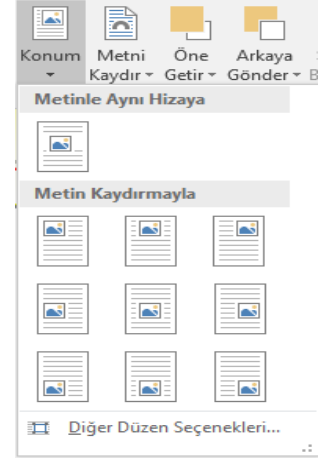 Konum Metni Kaydır Öne Getir Arkaya Gönder
Metinle Aynı Hizaya
Metin Kaydırmayla
Diğer Düzen Seçenekleri...